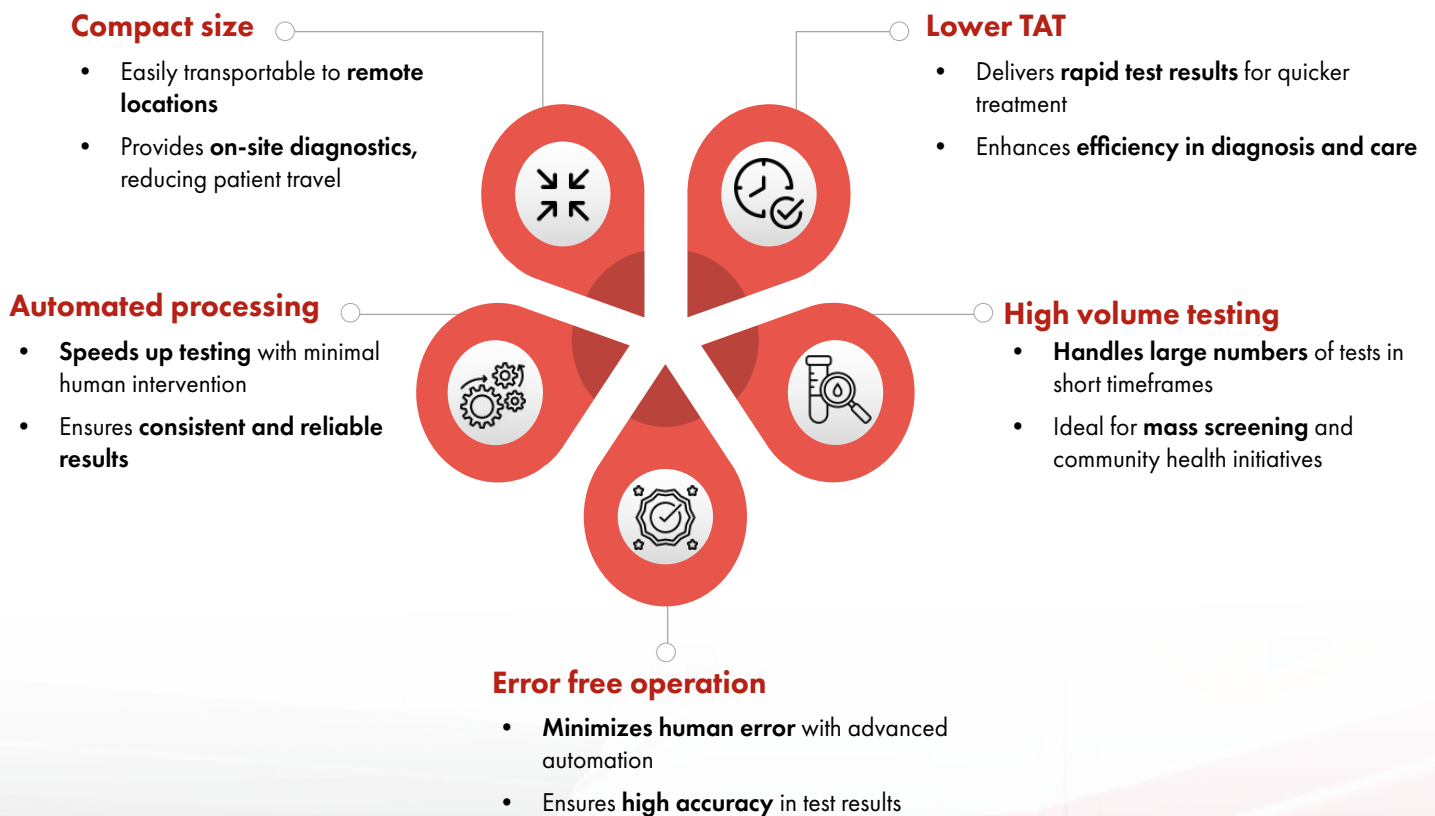 Compact size
• Easily transportable to remote
locations
• Provides on-site diagnostics,
reducing patient travel
Lower TAT
• Delivers rapid test results for quicker
treatment
• Enhances efficiency in diagnosis and care
Automated processing
• Speeds up testing with minimal
human intervention
• Ensures consistent and reliable
results
High volume testing
• Handles large numbers of tests in
short timeframes
• Ideal for mass screening and
community health initiatives
Error free operation
• Minimizes human error with advanced
automation
• Ensures high accuracy in test results